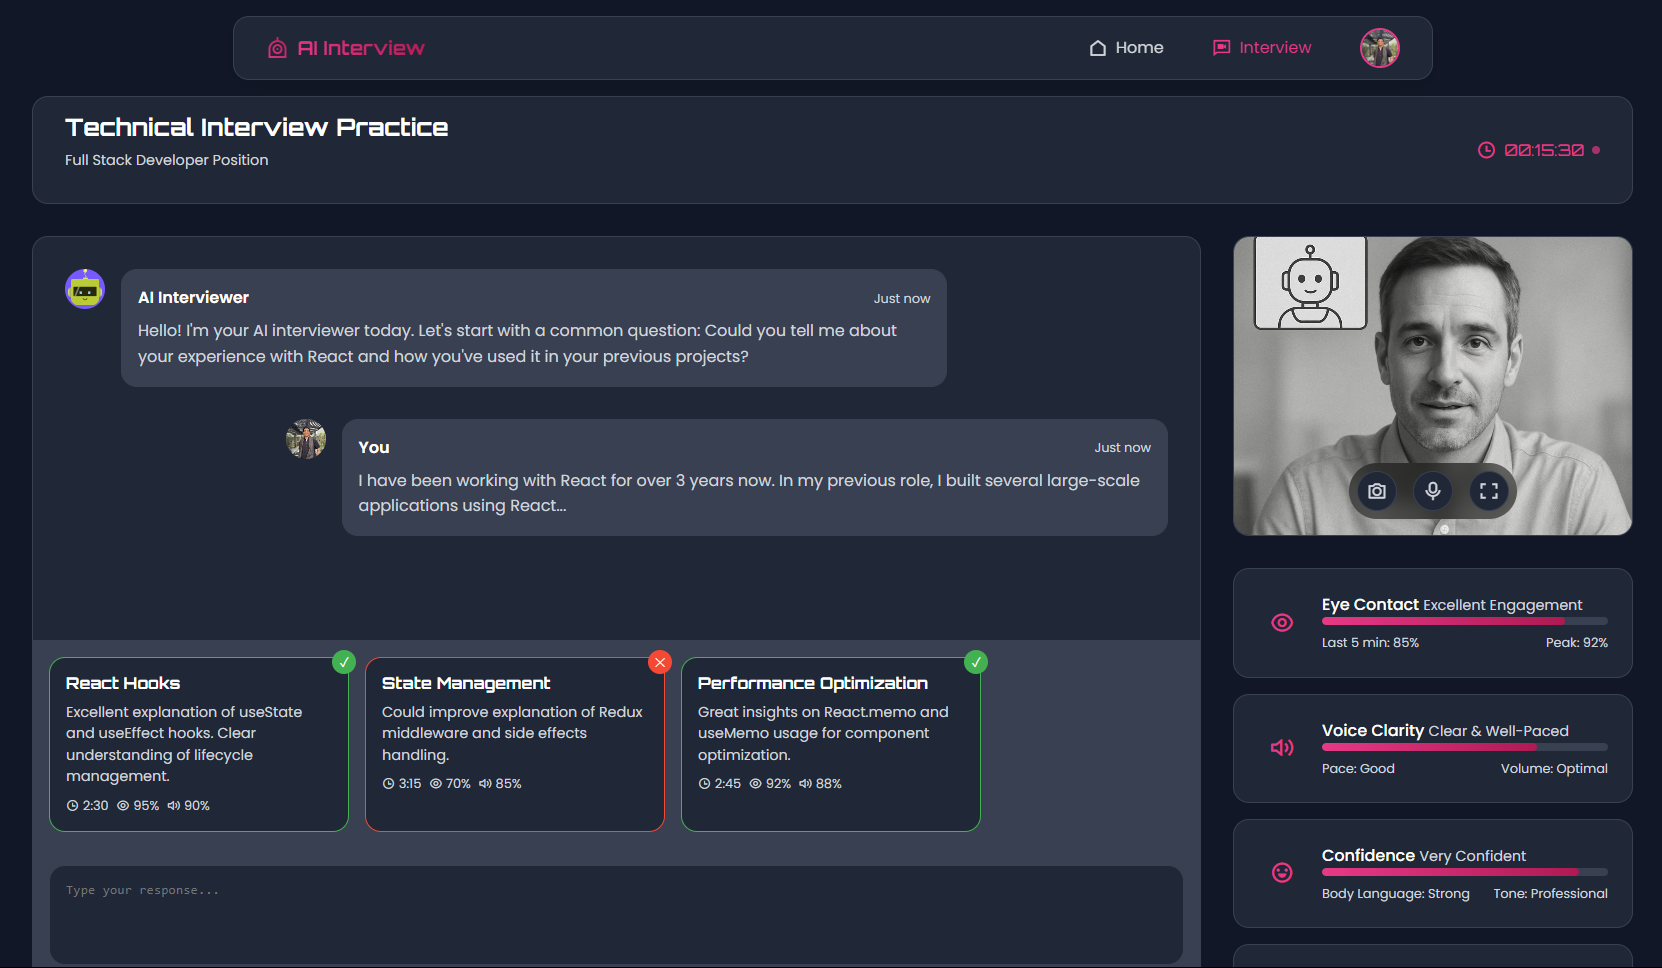 AI Interview
Home
Interview
Technical Interview Practice
Full Stack Developer Position
00:15:30
AI Interviewer
Just now
Hello! I'm your AI interviewer today. Let's start with a common question: Could you tell me about
your experience with React and how you've used it in your previous projects?
You
Just now
I have been working with React for over 3 years now. In my previous role, I built several large-scale
applications using React...
React Hooks
Excellent explanation of useState
and useEffect hooks. Clear
understanding of lifecycle
management.
2:30 95% 90%
State Management
Could improve explanation of Redux
middleware and side effects
handling.
3:15 70% 85%
Performance Optimization
Great insights on React.memo and
useMemo usage for component
optimization.
2:45 92% 88%
Type your response...
Eye Contact Excellent Engagement
Last 5 min: 85%
Peak: 92%
Voice Clarity Clear & Well-Paced
Pace: Good
Volume: Optimal
Confidence Very Confident
Body Language: Strong
Tone: Professional